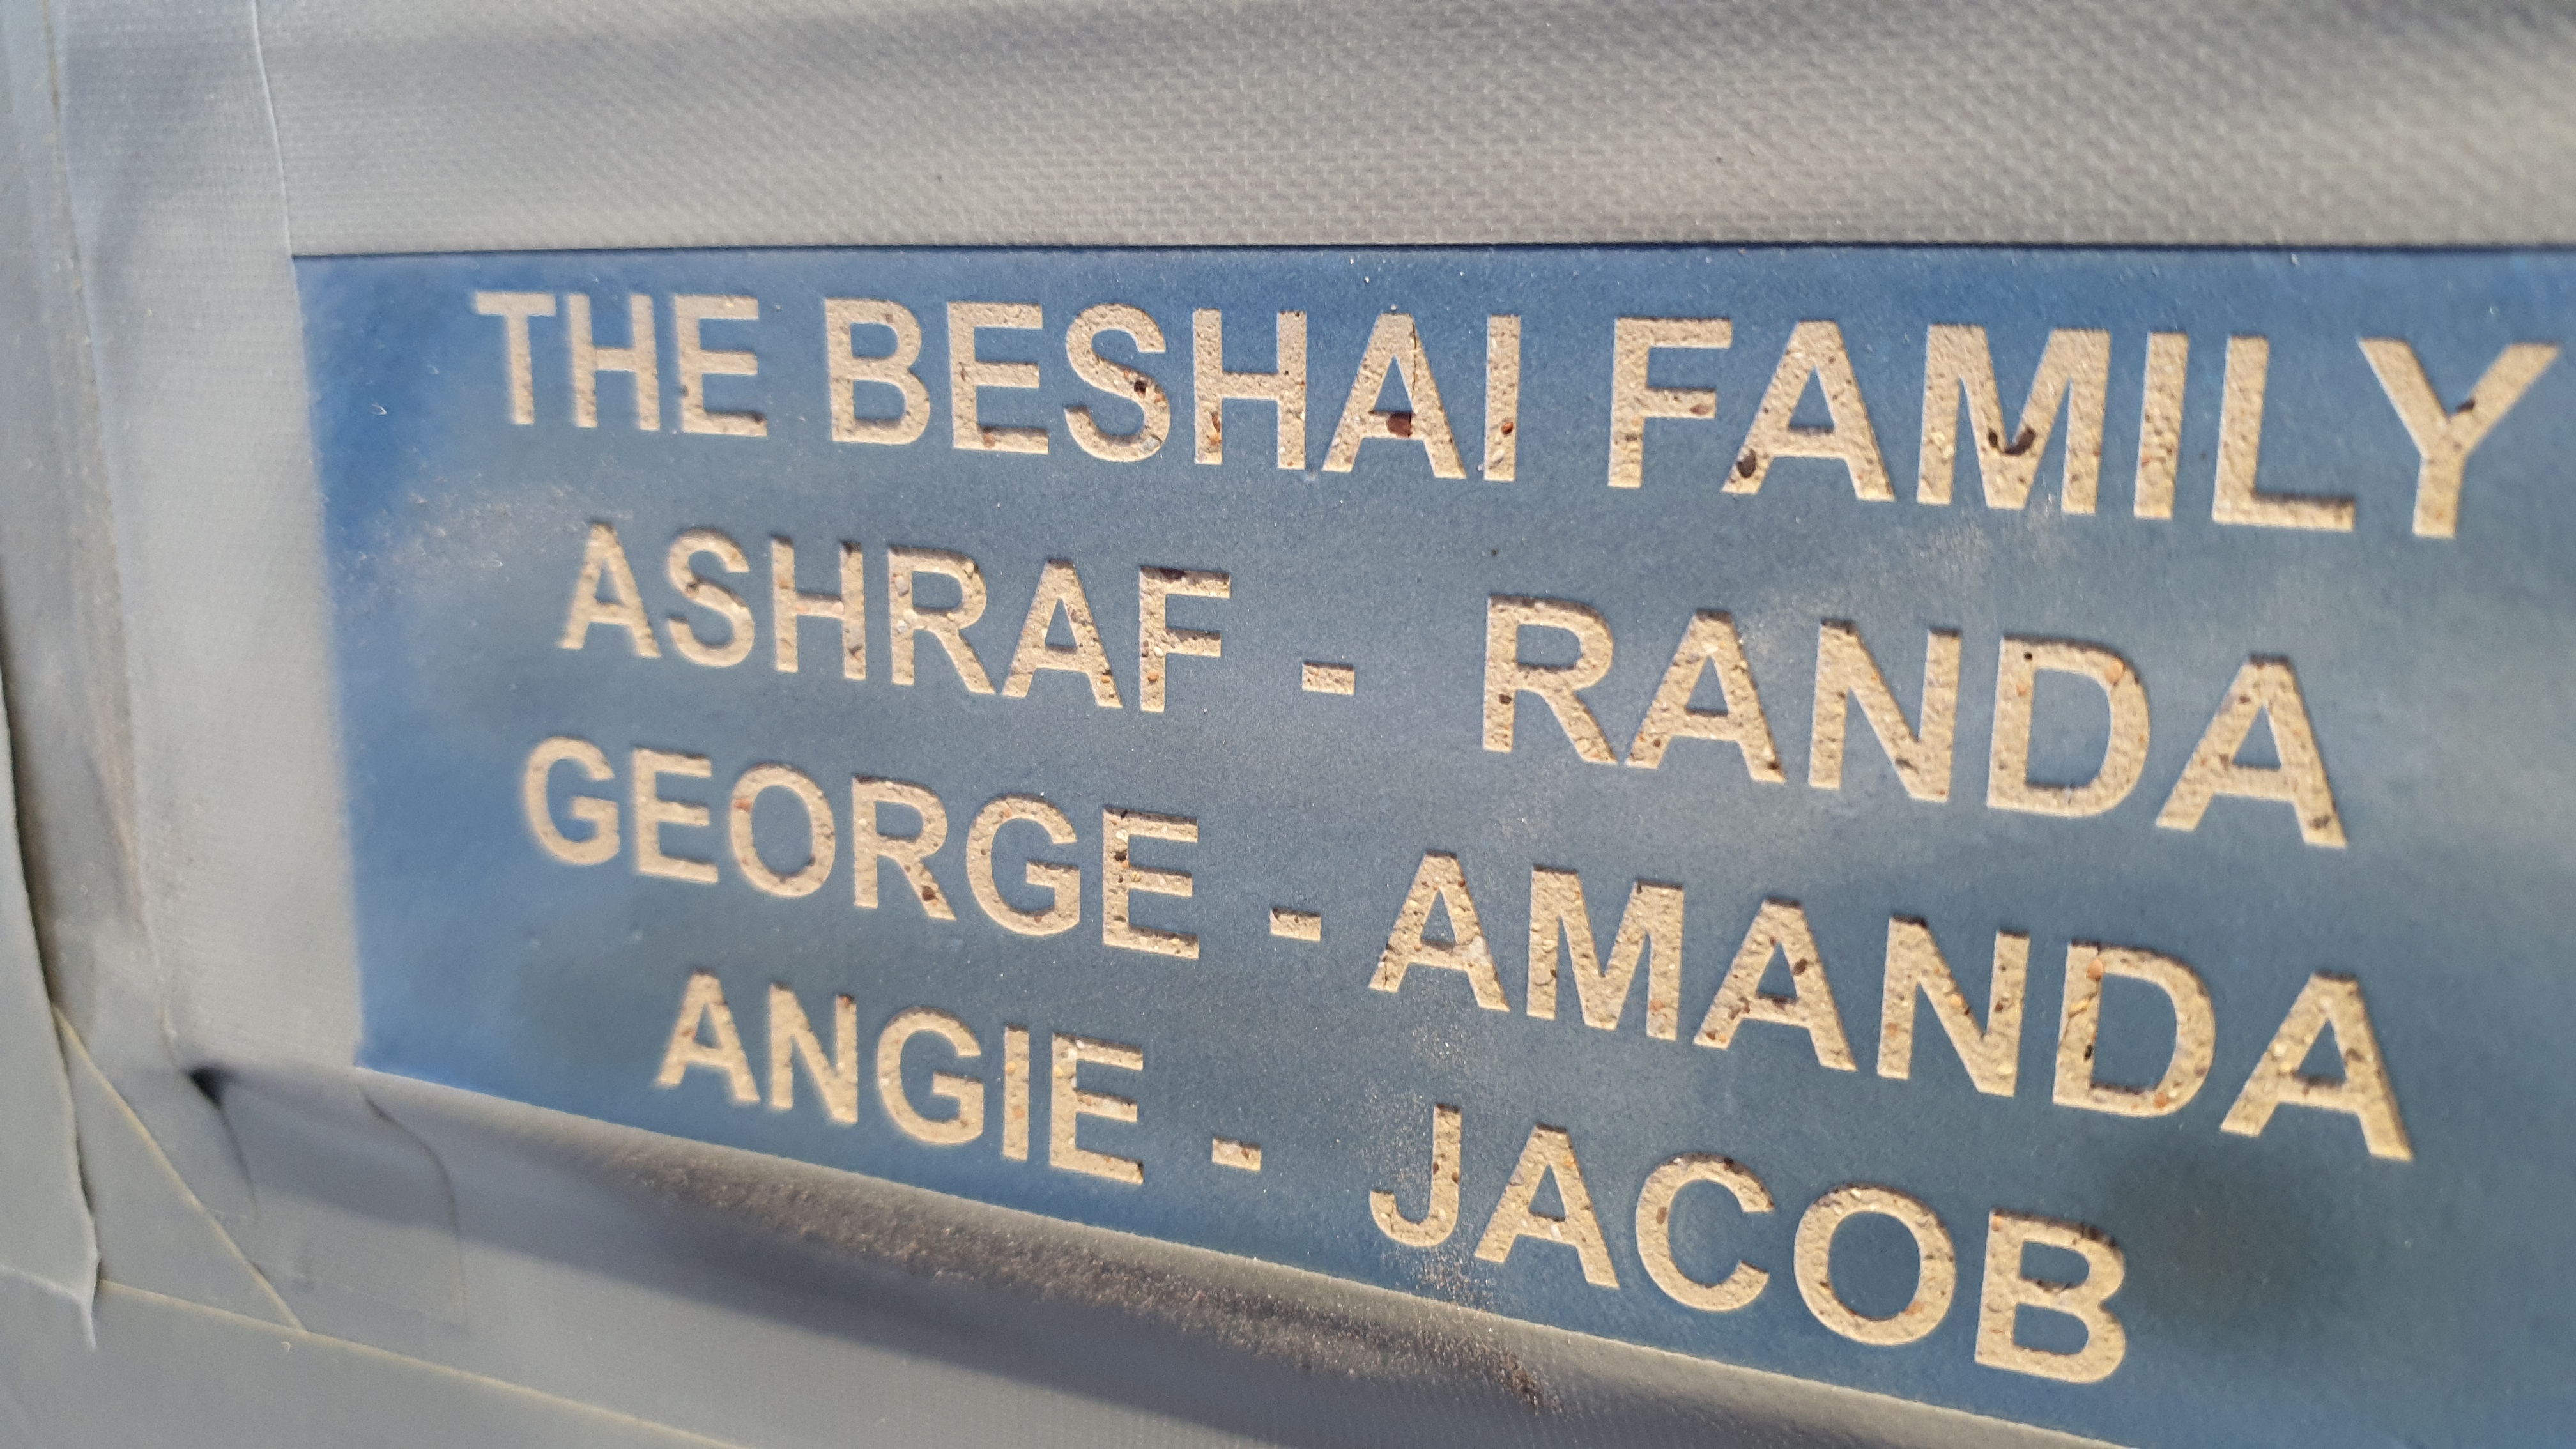 THE BESHAI FAMILY
ASHRAF - RANDA
GEORGE - AMANDA
ANGIE - JACOB